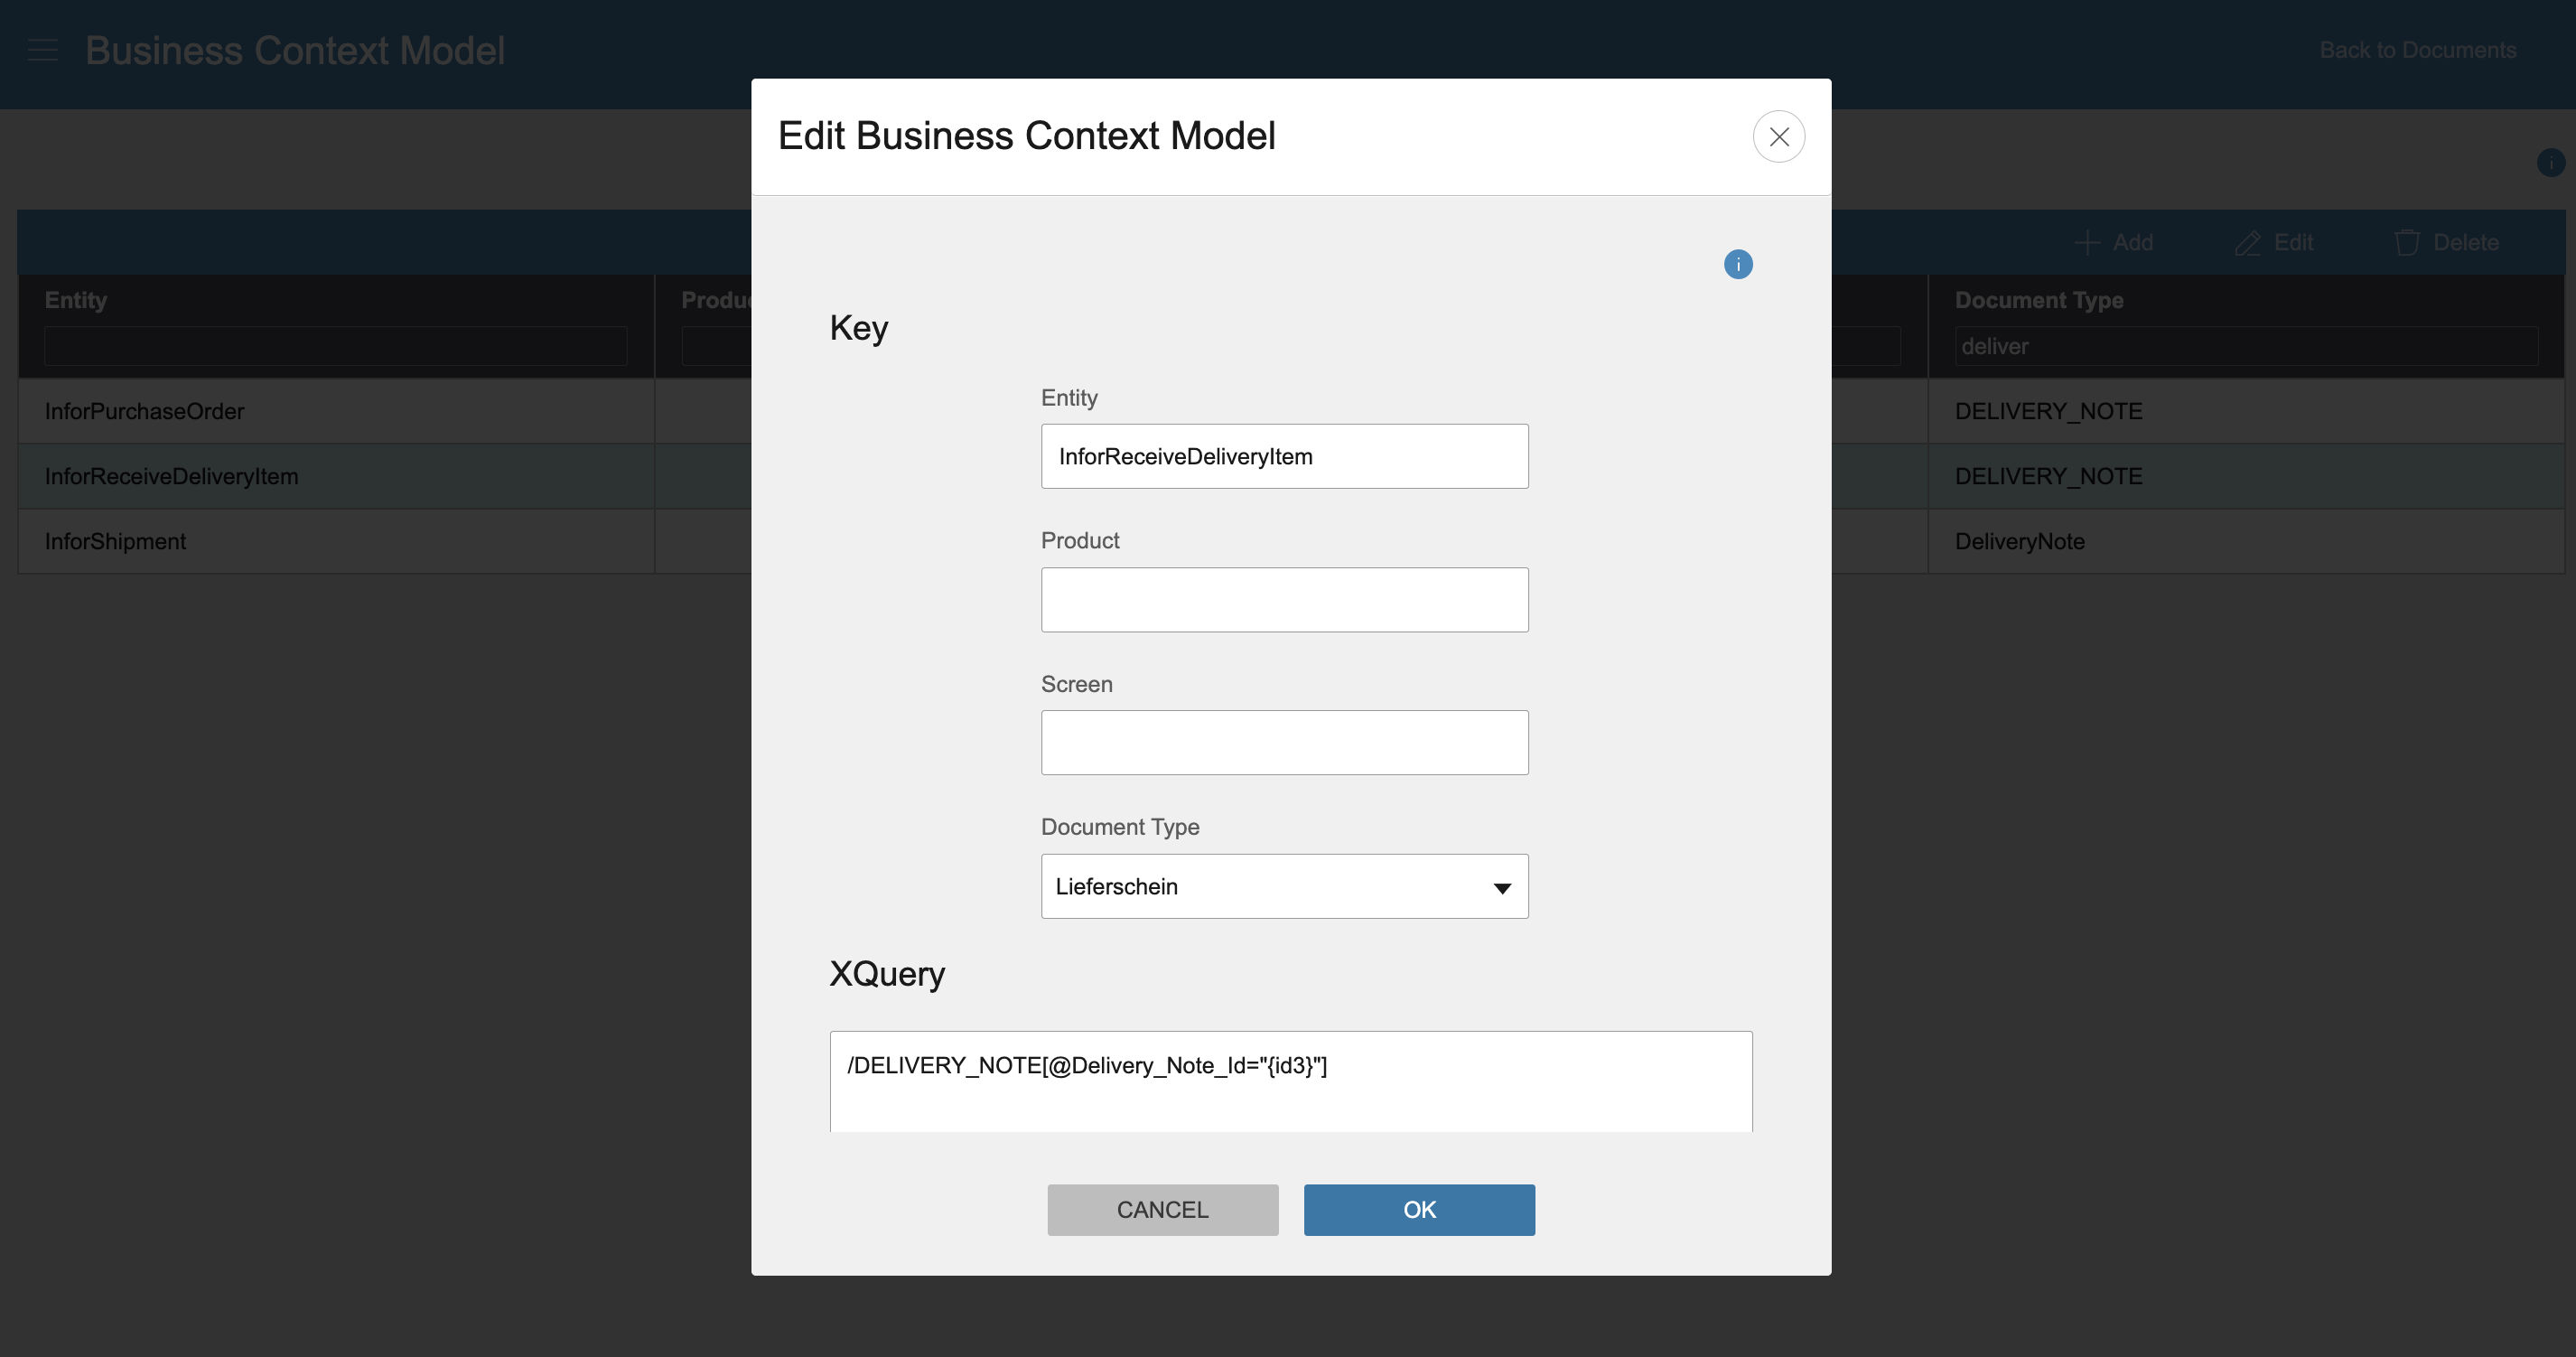 Business Context Model
Back to Documents
Edit Business Context Model
i
i
Add
Edit
Delete
Entity
Document Type
deliver
InforPurchaseOrder
DELIVERY_NOTE
InforReceiveDeliveryItem
DELIVERY_NOTE
InforShipment
DeliveryNote
Key
Entity
InforReceiveDeliveryItem
Product
Screen
Document Type
Lieferschein
XQuery
/DELIVERY_NOTE[@Delivery_Note_Id="{id3}"]
CANCEL
OK